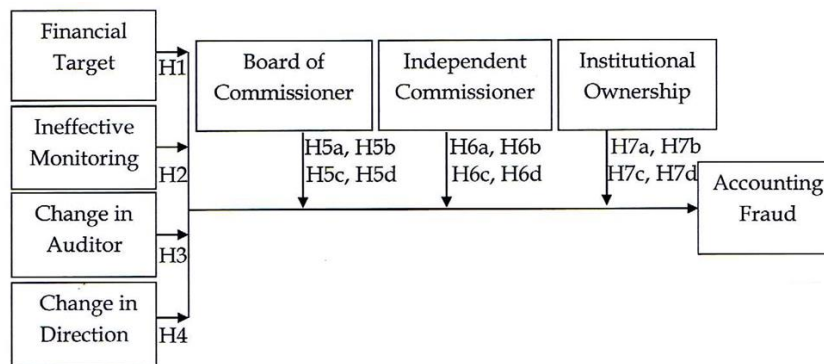 Financial
Target
H1
Board of
Commissioner
Independent
Commissioner
Institutional
Ownership
Ineffective
Monitoring
H2
H5a, H5b
H5c, H5d
H6a, H6b
H6c, H6d
H7a, H7b
H7c, H7d
Change in
Auditor
H3
Accounting
Fraud
Change in
Direction
H4